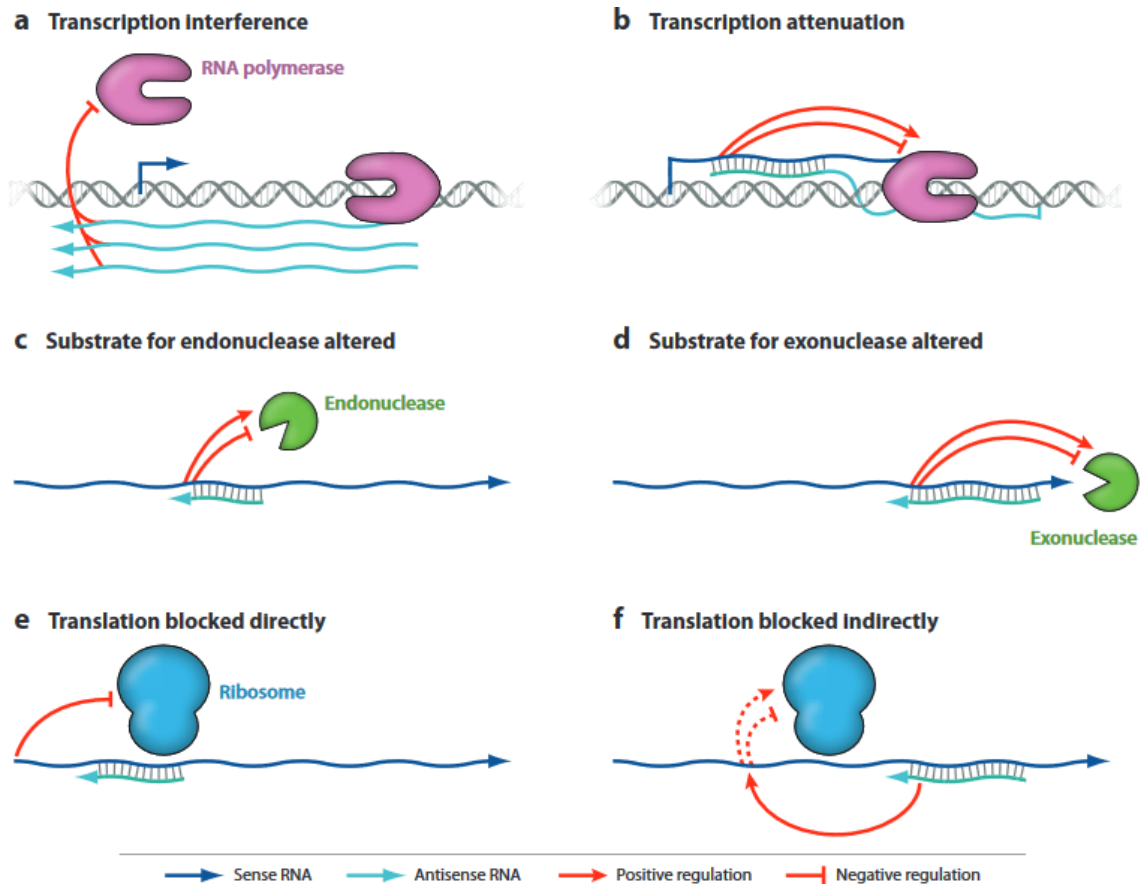 a Transcription interference
RNA polymerase
b Transcription attenuation
c Substrate for endonuclease altered
Endonuclease
d Substrate for exonuclease altered
Exonuclease
e Translation blocked directly
Ribosome
f Translation blocked indirectly
Sense RNA Antisense RNA Positive regulation Negative regulation